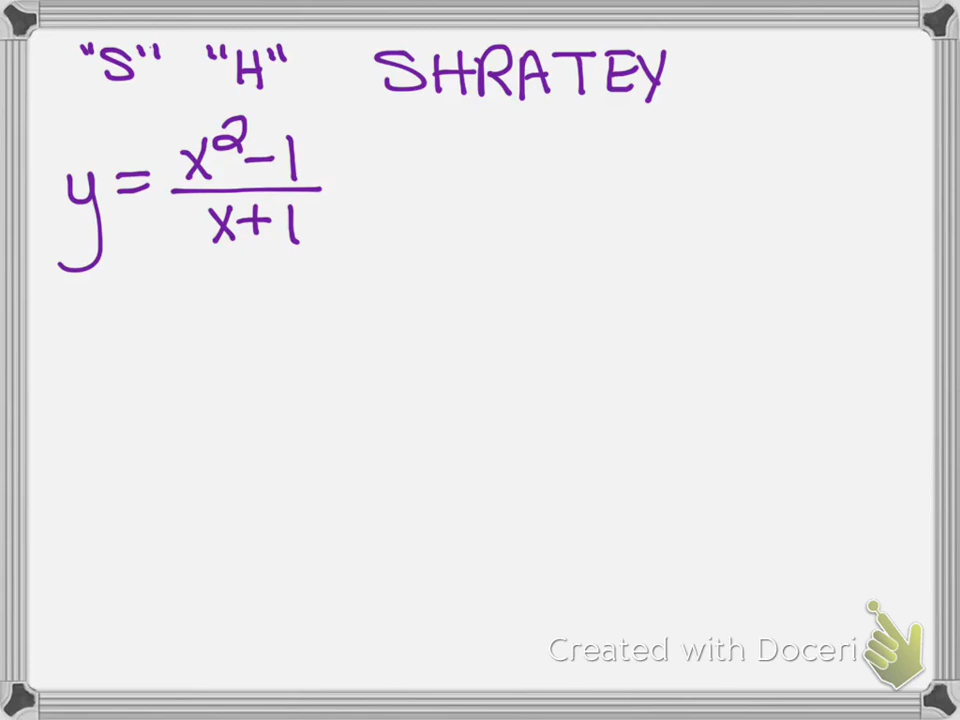 "S" "H" SHRATEY
y = x²-1 / x+1
Created with Doceri